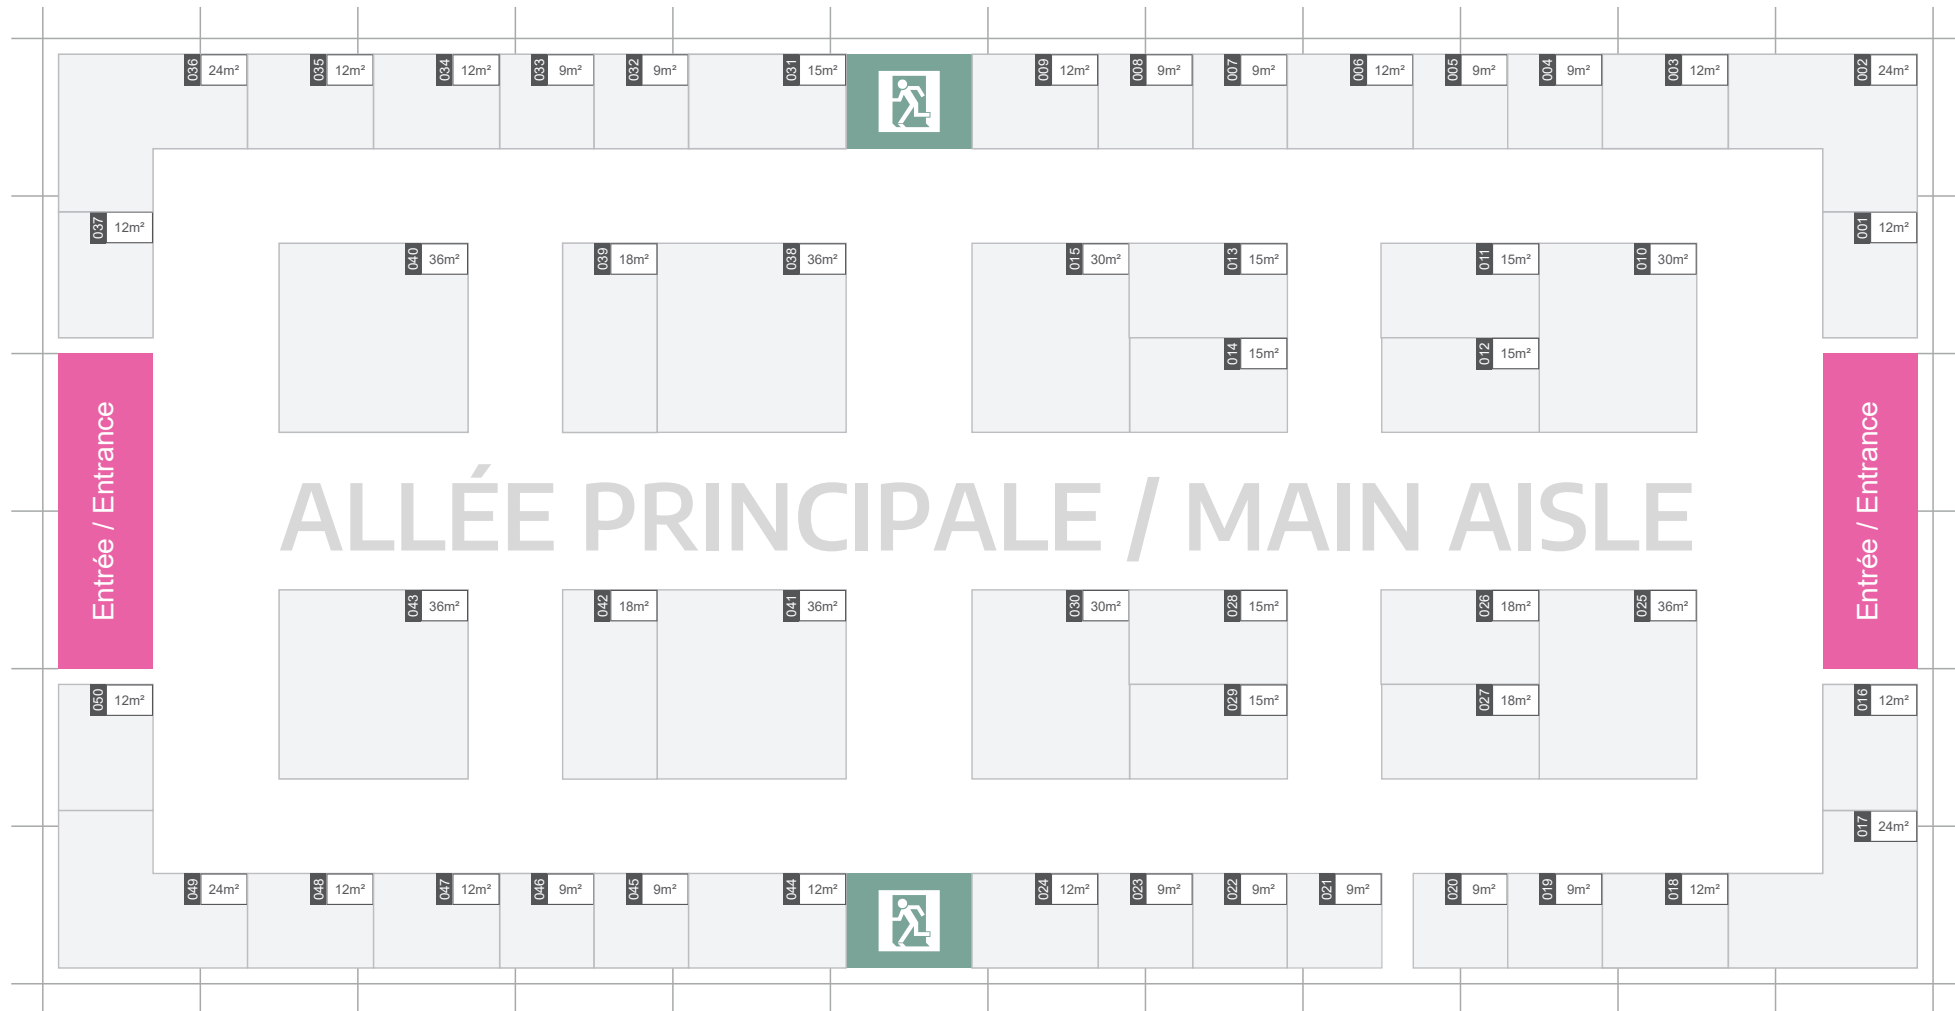 036 24m²
035 12m²
034 12m²
033 9m²
032 9m²
031 15m²
009 12m²
008 9m²
007 9m²
006 12m²
005 9m²
004 9m²
003 12m²
002 24m²
037 12m²
001 12m²
040 36m²
039 18m²
038 36m²
015 30m²
013 15m²
011 15m²
010 30m²
014 15m²
012 15m²
Entrée / Entrance
ALLÉE PRINCIPALE / MAIN AISLE
Entrée / Entrance
043 36m²
042 18m²
041 36m²
030 30m²
028 15m²
026 18m²
025 36m²
050 12m²
029 15m²
027 18m²
016 12m²
017 24m²
049 24m²
048 12m²
047 12m²
046 9m²
045 9m²
044 12m²
024 12m²
023 9m²
022 9m²
021 9m²
020 9m²
019 9m²
018 12m²